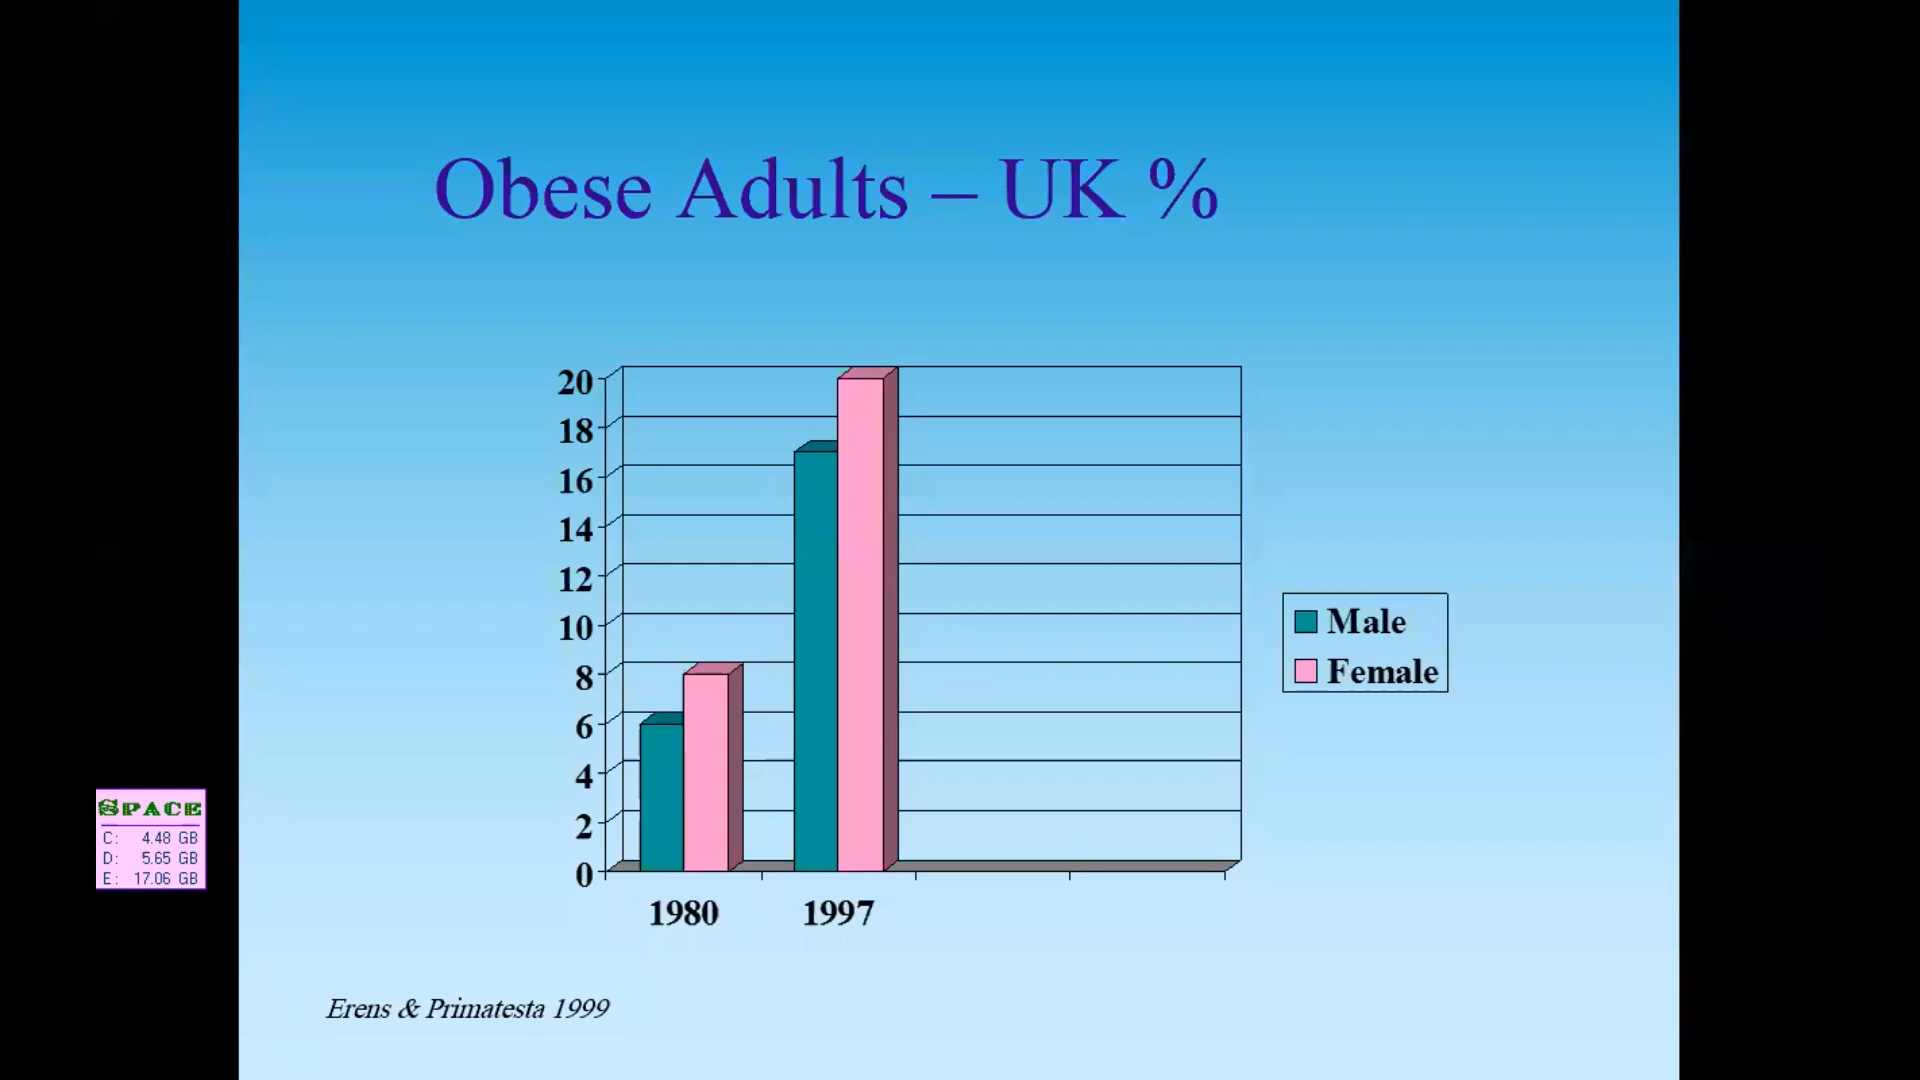 Obese Adults – UK %
20
18
16
14
12
10
8
6
4
2
0
1980 1997
Male
Female
Erens & Primatesta 1999
SPACE
C: 4.48 GB
D: 5.65 GB
E: 17.06 GB